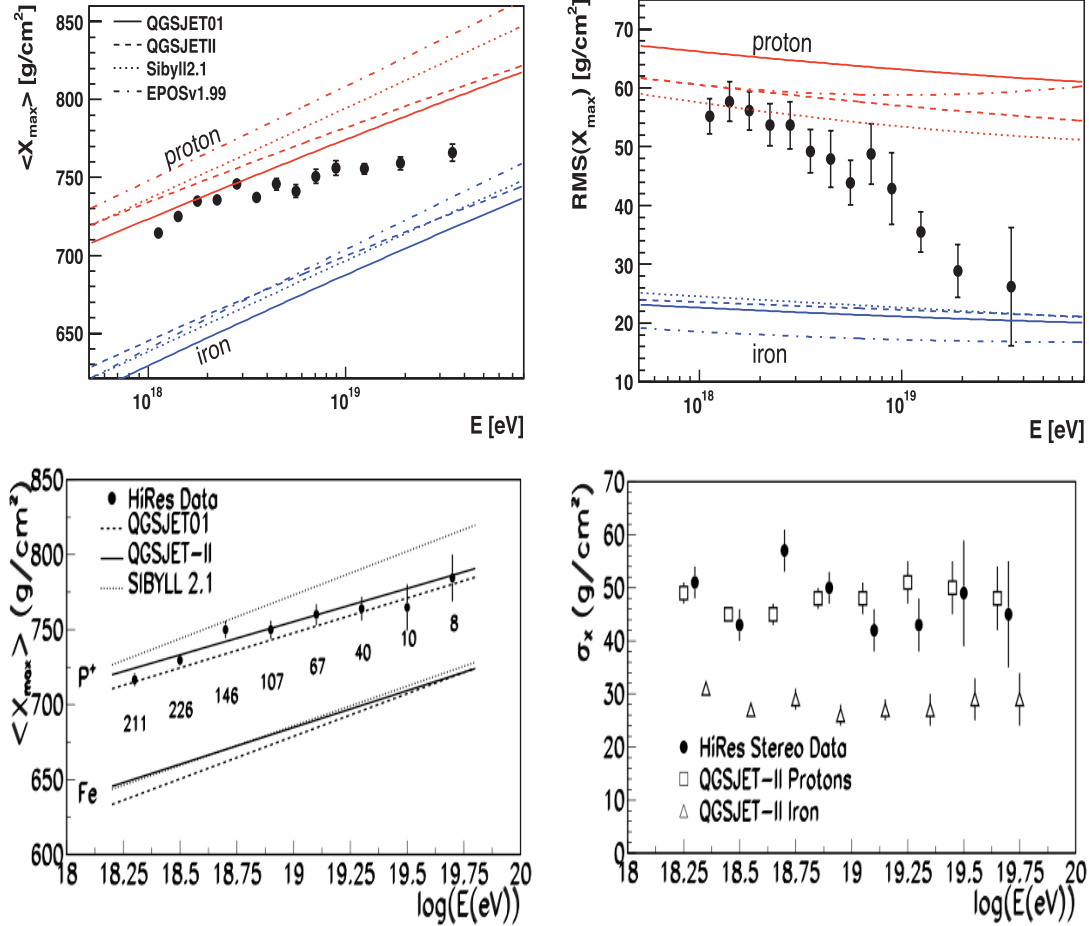 <X_max> [g/cm²]
850
800
750
700
650
QGSJET01
QGSJETII
Sibyll2.1
EPOSv1.99
proton
iron
10^18
10^19
E [eV]
RMS(X_max) [g/cm²]
70
60
50
40
30
20
10
proton
iron
10^18
10^19
E [eV]
<X_max> (g/cm²)
850
800
750
700
650
600
HiRes Data
QGSJET01
QGSJET-II
SIBYLL 2.1
P⁺
Fe
211
226
146
107
67
40
10
8
18
18.25
18.5
18.75
19
19.25
19.5
19.75
20
log(E(eV))
σ_x (g/cm²)
70
60
50
40
30
20
10
0
HiRes Stereo Data
QGSJET-II Protons
QGSJET-II Iron
18
18.25
18.5
18.75
19
19.25
19.5
19.75
20
log(E(eV))